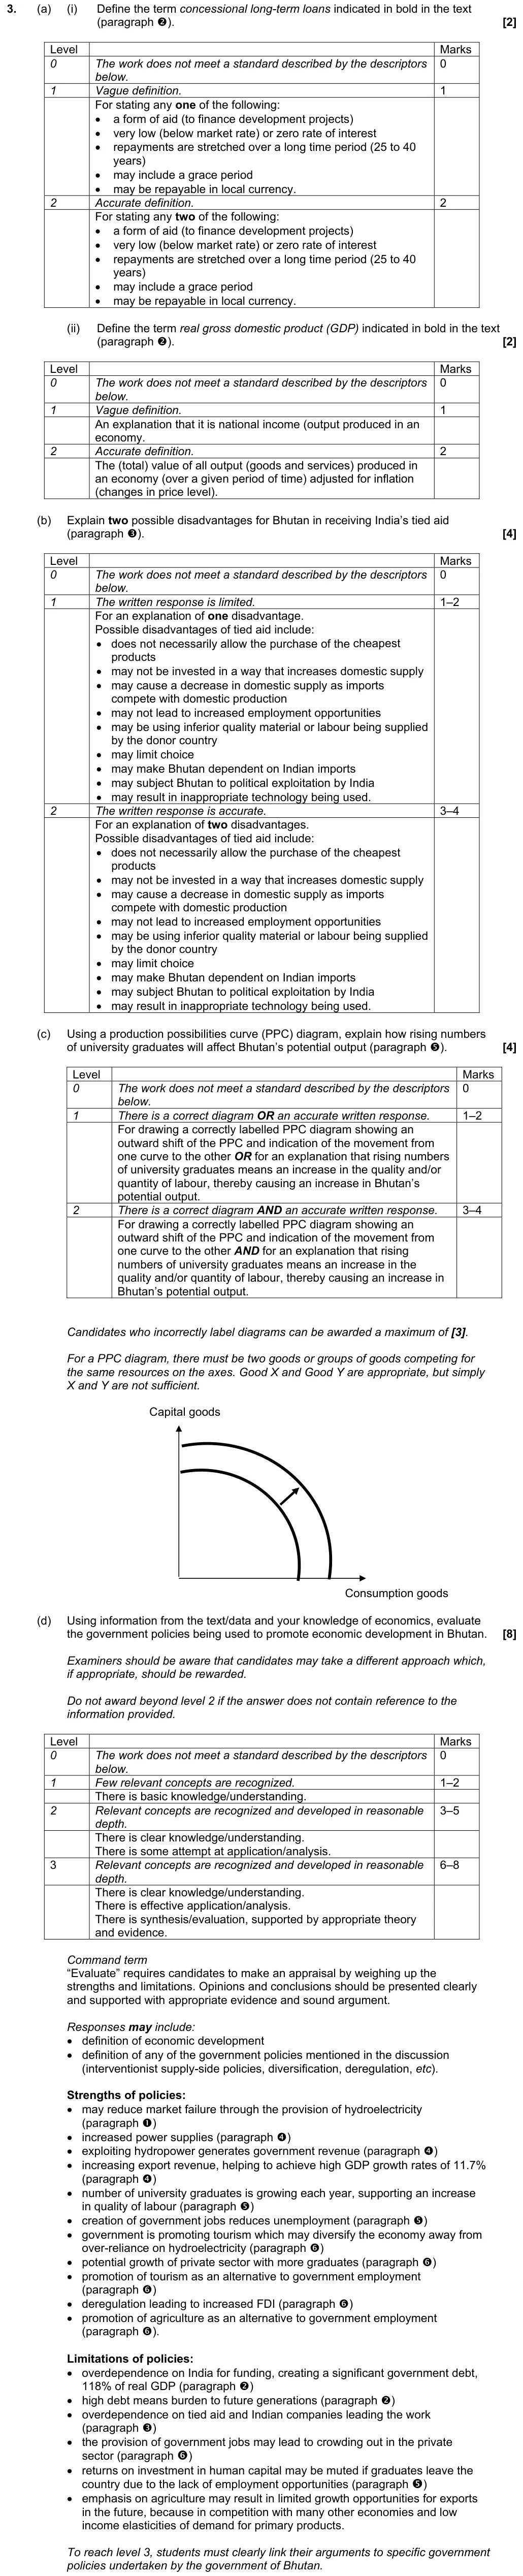 3. (a) (i) Define the term concessional long-term loans indicated in bold in the text
(paragraph ❷). [2]
Level Marks
0 The work does not meet a standard described by the descriptors 0
below.
1 Vague definition. 1
For stating any one of the following:
• a form of aid (to finance development projects)
• very low (below market rate) or zero rate of interest
• repayments are stretched over a long time period (25 to 40
years)
• may include a grace period
• may be repayable in local currency.
2 Accurate definition. 2
For stating any two of the following:
• a form of aid (to finance development projects)
• very low (below market rate) or zero rate of interest
• repayments are stretched over a long time period (25 to 40
years)
• may include a grace period
• may be repayable in local currency.
(ii) Define the term real gross domestic product (GDP) indicated in bold in the text
(paragraph ❷). [2]
Level Marks
0 The work does not meet a standard described by the descriptors 0
below.
1 Vague definition. 1
An explanation that it is national income (output produced in an
economy.
2 Accurate definition. 2
The (total) value of all output (goods and services) produced in
an economy (over a given period of time) adjusted for inflation
(changes in price level).
(b) Explain two possible disadvantages for Bhutan in receiving India's tied aid
(paragraph ❸). [4]
Level Marks
0 The work does not meet a standard described by the descriptors 0
below.
1 The written response is limited. 1–2
For an explanation of one disadvantage.
Possible disadvantages of tied aid include:
• does not necessarily allow the purchase of the cheapest
products
• may not be invested in a way that increases domestic supply
• may cause a decrease in domestic supply as imports
compete with domestic production
• may not lead to increased employment opportunities
• may be using inferior quality material or labour being supplied
by the donor country
• may limit choice
• may make Bhutan dependent on Indian imports
• may subject Bhutan to political exploitation by India
• may result in inappropriate technology being used.
2 The written response is accurate. 3–4
For an explanation of two disadvantages.
Possible disadvantages of tied aid include:
• does not necessarily allow the purchase of the cheapest
products
• may not be invested in a way that increases domestic supply
• may cause a decrease in domestic supply as imports
compete with domestic production
• may not lead to increased employment opportunities
• may be using inferior quality material or labour being supplied
by the donor country
• may limit choice
• may make Bhutan dependent on Indian imports
• may subject Bhutan to political exploitation by India
• may result in inappropriate technology being used.
(c) Using a production possibilities curve (PPC) diagram, explain how rising numbers
of university graduates will affect Bhutan's potential output (paragraph ❺). [4]
Level Marks
0 The work does not meet a standard described by the descriptors 0
below.
1 There is a correct diagram OR an accurate written response. 1–2
For drawing a correctly labelled PPC diagram showing an
outward shift of the PPC and indication of the movement from
one curve to the other OR for an explanation that rising numbers
of university graduates means an increase in the quality and/or
quantity of labour, thereby causing an increase in Bhutan's
potential output.
2 There is a correct diagram AND an accurate written response. 3–4
For drawing a correctly labelled PPC diagram showing an
outward shift of the PPC and indication of the movement from
one curve to the other AND for an explanation that rising
numbers of university graduates means an increase in the
quality and/or quantity of labour, thereby causing an increase in
Bhutan's potential output.
Candidates who incorrectly label diagrams can be awarded a maximum of [3].
For a PPC diagram, there must be two goods or groups of goods competing for
the same resources on the axes. Good X and Good Y are appropriate, but simply
X and Y are not sufficient.
Capital goods
Consumption goods
(d) Using information from the text/data and your knowledge of economics, evaluate
the government policies being used to promote economic development in Bhutan. [8]
Examiners should be aware that candidates may take a different approach which,
if appropriate, should be rewarded.
Do not award beyond level 2 if the answer does not contain reference to the
information provided.
Level Marks
0 The work does not meet a standard described by the descriptors 0
below.
1 Few relevant concepts are recognized. 1–2
There is basic knowledge/understanding.
2 Relevant concepts are recognized and developed in reasonable 3–5
depth.
There is clear knowledge/understanding.
There is some attempt at application/analysis.
3 Relevant concepts are recognized and developed in reasonable 6–8
depth.
There is clear knowledge/understanding.
There is effective application/analysis.
There is synthesis/evaluation, supported by appropriate theory
and evidence.
Command term
"Evaluate" requires candidates to make an appraisal by weighing up the
strengths and limitations. Opinions and conclusions should be presented clearly
and supported with appropriate evidence and sound argument.
Responses may include:
• definition of economic development
• definition of any of the government policies mentioned in the discussion
(interventionist supply-side policies, diversification, deregulation, etc).
Strengths of policies:
• may reduce market failure through the provision of hydroelectricity
(paragraph ❶)
• increased power supplies (paragraph ❹)
• exploiting hydropower generates government revenue (paragraph ❹)
• increasing export revenue, helping to achieve high GDP growth rates of 11.7%
(paragraph ❹)
• number of university graduates is growing each year, supporting an increase
in quality of labour (paragraph ❺)
• creation of government jobs reduces unemployment (paragraph ❺)
• government is promoting tourism which may diversify the economy away from
over-reliance on hydroelectricity (paragraph ❻)
• potential growth of private sector with more graduates (paragraph ❻)
• promotion of tourism as an alternative to government employment
(paragraph ❻)
• deregulation leading to increased FDI (paragraph ❻)
• promotion of agriculture as an alternative to government employment
(paragraph ❻).
Limitations of policies:
• overdependence on India for funding, creating a significant government debt,
118% of real GDP (paragraph ❷)
• high debt means burden to future generations (paragraph ❷)
• overdependence on tied aid and Indian companies leading the work
(paragraph ❸)
• the provision of government jobs may lead to crowding out in the private
sector (paragraph ❻)
• returns on investment in human capital may be muted if graduates leave the
country due to the lack of employment opportunities (paragraph ❺)
• emphasis on agriculture may result in limited growth opportunities for exports
in the future, because in competition with many other economies and low
income elasticities of demand for primary products.
To reach level 3, students must clearly link their arguments to specific government
policies undertaken by the government of Bhutan.